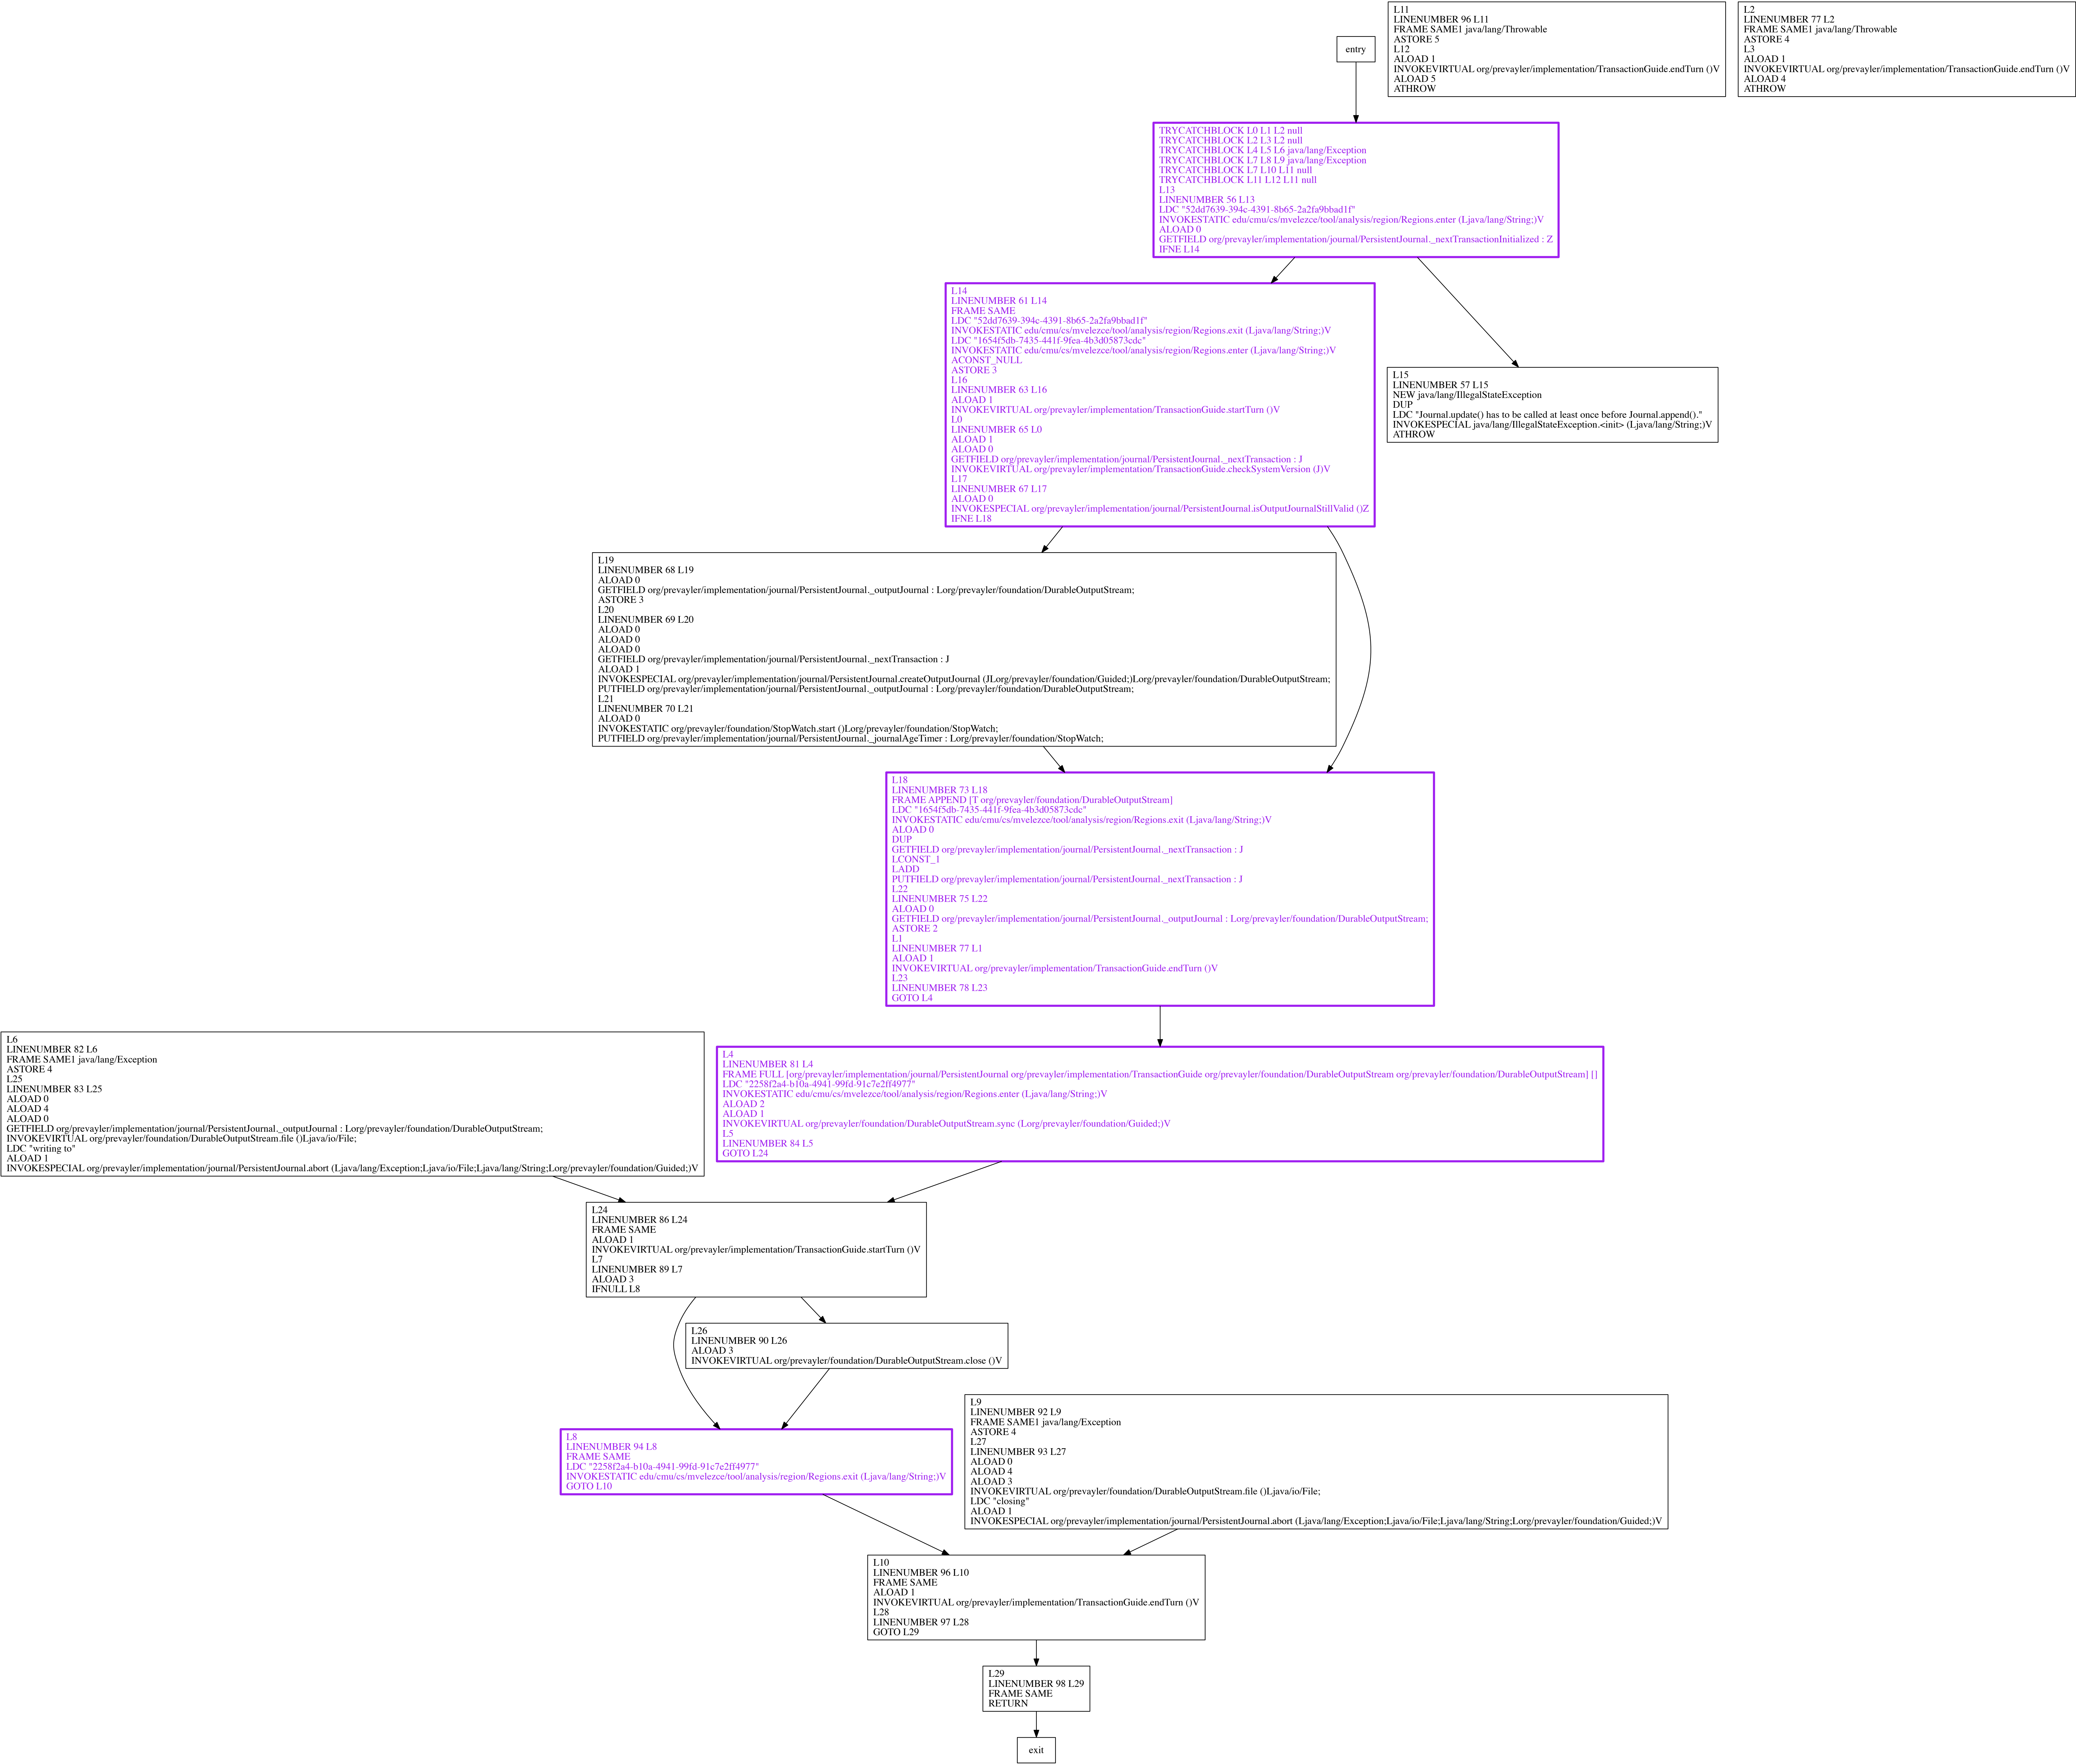 L11
LINENUMBER 96 L11
FRAME SAME1 java/lang/Throwable
ASTORE 5
L12
ALOAD 1
INVOKEVIRTUAL org/prevayler/implementation/TransactionGuide.endTurn ()V
ALOAD 5
ATHROW
L2
LINENUMBER 77 L2
FRAME SAME1 java/lang/Throwable
ASTORE 4
L3
ALOAD 1
INVOKEVIRTUAL org/prevayler/implementation/TransactionGuide.endTurn ()V
ALOAD 4
ATHROW
entry
TRYCATCHBLOCK L0 L1 L2 null
TRYCATCHBLOCK L2 L3 L2 null
TRYCATCHBLOCK L4 L5 L6 java/lang/Exception
TRYCATCHBLOCK L7 L8 L9 java/lang/Exception
TRYCATCHBLOCK L7 L10 L11 null
TRYCATCHBLOCK L11 L12 L11 null
L13
LINENUMBER 56 L13
LDC "52dd7639-394c-4391-8b65-2a2fa9bbad1f"
INVOKESTATIC edu/cmu/cs/mvelezce/tool/analysis/region/Regions.enter (Ljava/lang/String;)V
ALOAD 0
GETFIELD org/prevayler/implementation/journal/PersistentJournal._nextTransactionInitialized : Z
IFNE L14
L14
LINENUMBER 61 L14
FRAME SAME
LDC "52dd7639-394c-4391-8b65-2a2fa9bbad1f"
INVOKESTATIC edu/cmu/cs/mvelezce/tool/analysis/region/Regions.exit (Ljava/lang/String;)V
LDC "1654f5db-7435-441f-9fea-4b3d05873cdc"
INVOKESTATIC edu/cmu/cs/mvelezce/tool/analysis/region/Regions.enter (Ljava/lang/String;)V
ACONST_NULL
ASTORE 3
L16
LINENUMBER 63 L16
ALOAD 1
INVOKEVIRTUAL org/prevayler/implementation/TransactionGuide.startTurn ()V
L0
LINENUMBER 65 L0
ALOAD 1
ALOAD 0
GETFIELD org/prevayler/implementation/journal/PersistentJournal._nextTransaction : J
INVOKEVIRTUAL org/prevayler/implementation/TransactionGuide.checkSystemVersion (J)V
L17
LINENUMBER 67 L17
ALOAD 0
INVOKESPECIAL org/prevayler/implementation/journal/PersistentJournal.isOutputJournalStillValid ()Z
IFNE L18
L15
LINENUMBER 57 L15
NEW java/lang/IllegalStateException
DUP
LDC "Journal.update() has to be called at least once before Journal.append()."
INVOKESPECIAL java/lang/IllegalStateException.<init> (Ljava/lang/String;)V
ATHROW
L19
LINENUMBER 68 L19
ALOAD 0
GETFIELD org/prevayler/implementation/journal/PersistentJournal._outputJournal : Lorg/prevayler/foundation/DurableOutputStream;
ASTORE 3
L20
LINENUMBER 69 L20
ALOAD 0
ALOAD 0
ALOAD 0
GETFIELD org/prevayler/implementation/journal/PersistentJournal._nextTransaction : J
ALOAD 1
INVOKESPECIAL org/prevayler/implementation/journal/PersistentJournal.createOutputJournal (JLorg/prevayler/foundation/Guided;)Lorg/prevayler/foundation/DurableOutputStream;
PUTFIELD org/prevayler/implementation/journal/PersistentJournal._outputJournal : Lorg/prevayler/foundation/DurableOutputStream;
L21
LINENUMBER 70 L21
ALOAD 0
INVOKESTATIC org/prevayler/foundation/StopWatch.start ()Lorg/prevayler/foundation/StopWatch;
PUTFIELD org/prevayler/implementation/journal/PersistentJournal._journalAgeTimer : Lorg/prevayler/foundation/StopWatch;
L18
LINENUMBER 73 L18
FRAME APPEND [T org/prevayler/foundation/DurableOutputStream]
LDC "1654f5db-7435-441f-9fea-4b3d05873cdc"
INVOKESTATIC edu/cmu/cs/mvelezce/tool/analysis/region/Regions.exit (Ljava/lang/String;)V
ALOAD 0
DUP
GETFIELD org/prevayler/implementation/journal/PersistentJournal._nextTransaction : J
LCONST_1
LADD
PUTFIELD org/prevayler/implementation/journal/PersistentJournal._nextTransaction : J
L22
LINENUMBER 75 L22
ALOAD 0
GETFIELD org/prevayler/implementation/journal/PersistentJournal._outputJournal : Lorg/prevayler/foundation/DurableOutputStream;
ASTORE 2
L1
LINENUMBER 77 L1
ALOAD 1
INVOKEVIRTUAL org/prevayler/implementation/TransactionGuide.endTurn ()V
L23
LINENUMBER 78 L23
GOTO L4
L6
LINENUMBER 82 L6
FRAME SAME1 java/lang/Exception
ASTORE 4
L25
LINENUMBER 83 L25
ALOAD 0
ALOAD 4
ALOAD 0
GETFIELD org/prevayler/implementation/journal/PersistentJournal._outputJournal : Lorg/prevayler/foundation/DurableOutputStream;
INVOKEVIRTUAL org/prevayler/foundation/DurableOutputStream.file ()Ljava/io/File;
LDC "writing to"
ALOAD 1
INVOKESPECIAL org/prevayler/implementation/journal/PersistentJournal.abort (Ljava/lang/Exception;Ljava/io/File;Ljava/lang/String;Lorg/prevayler/foundation/Guided;)V
L4
LINENUMBER 81 L4
FRAME FULL [org/prevayler/implementation/journal/PersistentJournal org/prevayler/implementation/TransactionGuide org/prevayler/foundation/DurableOutputStream org/prevayler/foundation/DurableOutputStream] []
LDC "2258f2a4-b10a-4941-99fd-91c7e2ff4977"
INVOKESTATIC edu/cmu/cs/mvelezce/tool/analysis/region/Regions.enter (Ljava/lang/String;)V
ALOAD 2
ALOAD 1
INVOKEVIRTUAL org/prevayler/foundation/DurableOutputStream.sync (Lorg/prevayler/foundation/Guided;)V
L5
LINENUMBER 84 L5
GOTO L24
L24
LINENUMBER 86 L24
FRAME SAME
ALOAD 1
INVOKEVIRTUAL org/prevayler/implementation/TransactionGuide.startTurn ()V
L7
LINENUMBER 89 L7
ALOAD 3
IFNULL L8
L26
LINENUMBER 90 L26
ALOAD 3
INVOKEVIRTUAL org/prevayler/foundation/DurableOutputStream.close ()V
L8
LINENUMBER 94 L8
FRAME SAME
LDC "2258f2a4-b10a-4941-99fd-91c7e2ff4977"
INVOKESTATIC edu/cmu/cs/mvelezce/tool/analysis/region/Regions.exit (Ljava/lang/String;)V
GOTO L10
L9
LINENUMBER 92 L9
FRAME SAME1 java/lang/Exception
ASTORE 4
L27
LINENUMBER 93 L27
ALOAD 0
ALOAD 4
ALOAD 3
INVOKEVIRTUAL org/prevayler/foundation/DurableOutputStream.file ()Ljava/io/File;
LDC "closing"
ALOAD 1
INVOKESPECIAL org/prevayler/implementation/journal/PersistentJournal.abort (Ljava/lang/Exception;Ljava/io/File;Ljava/lang/String;Lorg/prevayler/foundation/Guided;)V
L10
LINENUMBER 96 L10
FRAME SAME
ALOAD 1
INVOKEVIRTUAL org/prevayler/implementation/TransactionGuide.endTurn ()V
L28
LINENUMBER 97 L28
GOTO L29
L29
LINENUMBER 98 L29
FRAME SAME
RETURN
exit